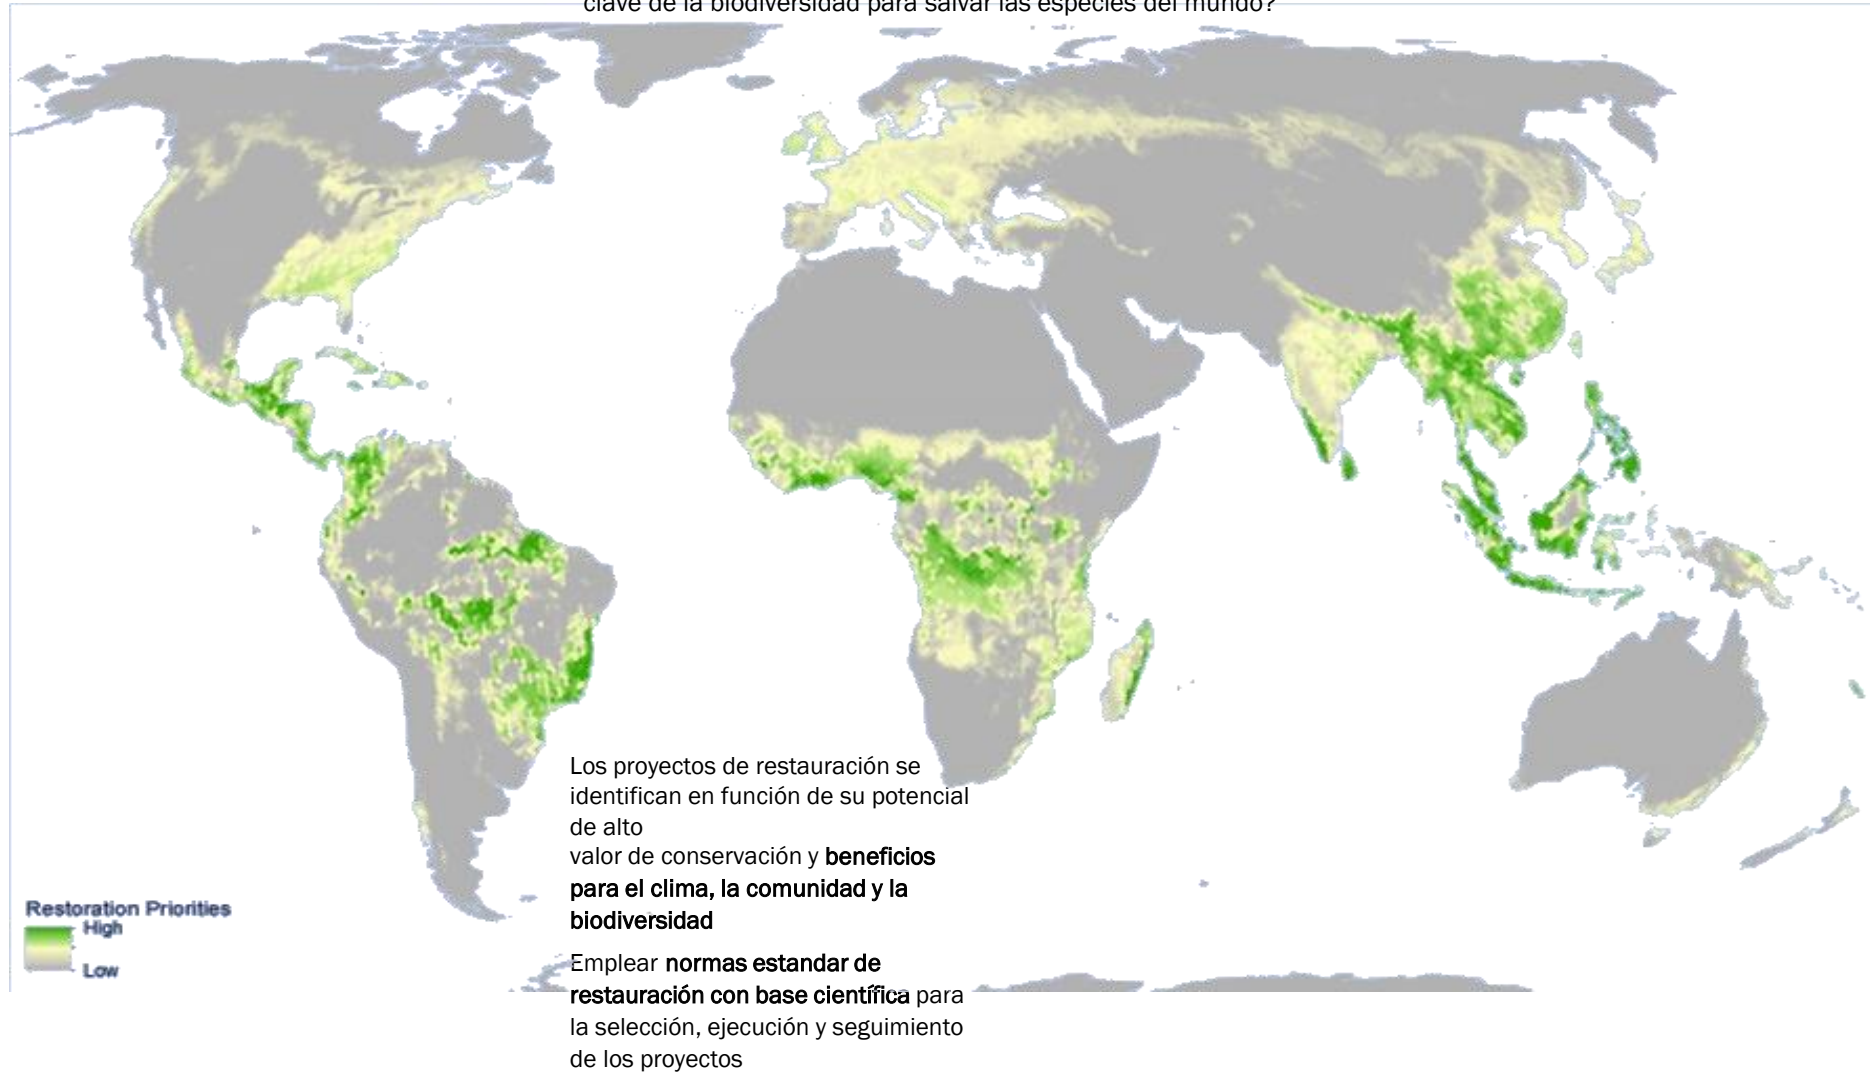 clave de la biodiversidad para salvar las especies del mundo?
Los proyectos de restauración se
identifican en función de su potencial
de alto
valor de conservación y beneficios
para el clima, la comunidad y la
biodiversidad
Emplear normas estandar de
restauración con base científica para
la selección, ejecución y seguimiento
de los proyectos
Restoration Priorities
High
Low